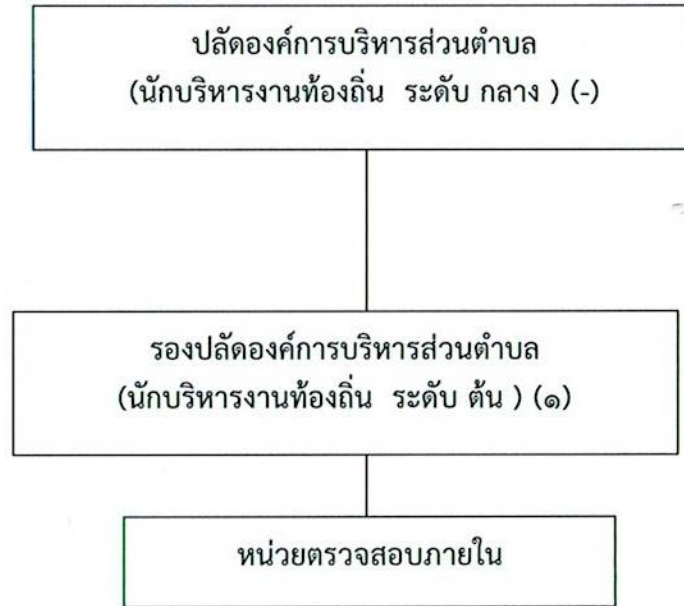 ปลัดองค์การบริหารส่วนตำบล
(นักบริหารงานท้องถิ่น ระดับ กลาง ) (-)
รองปลัดองค์การบริหารส่วนตำบล
(นักบริหารงานท้องถิ่น ระดับ ต้น ) (๑)
หน่วยตรวจสอบภายใน